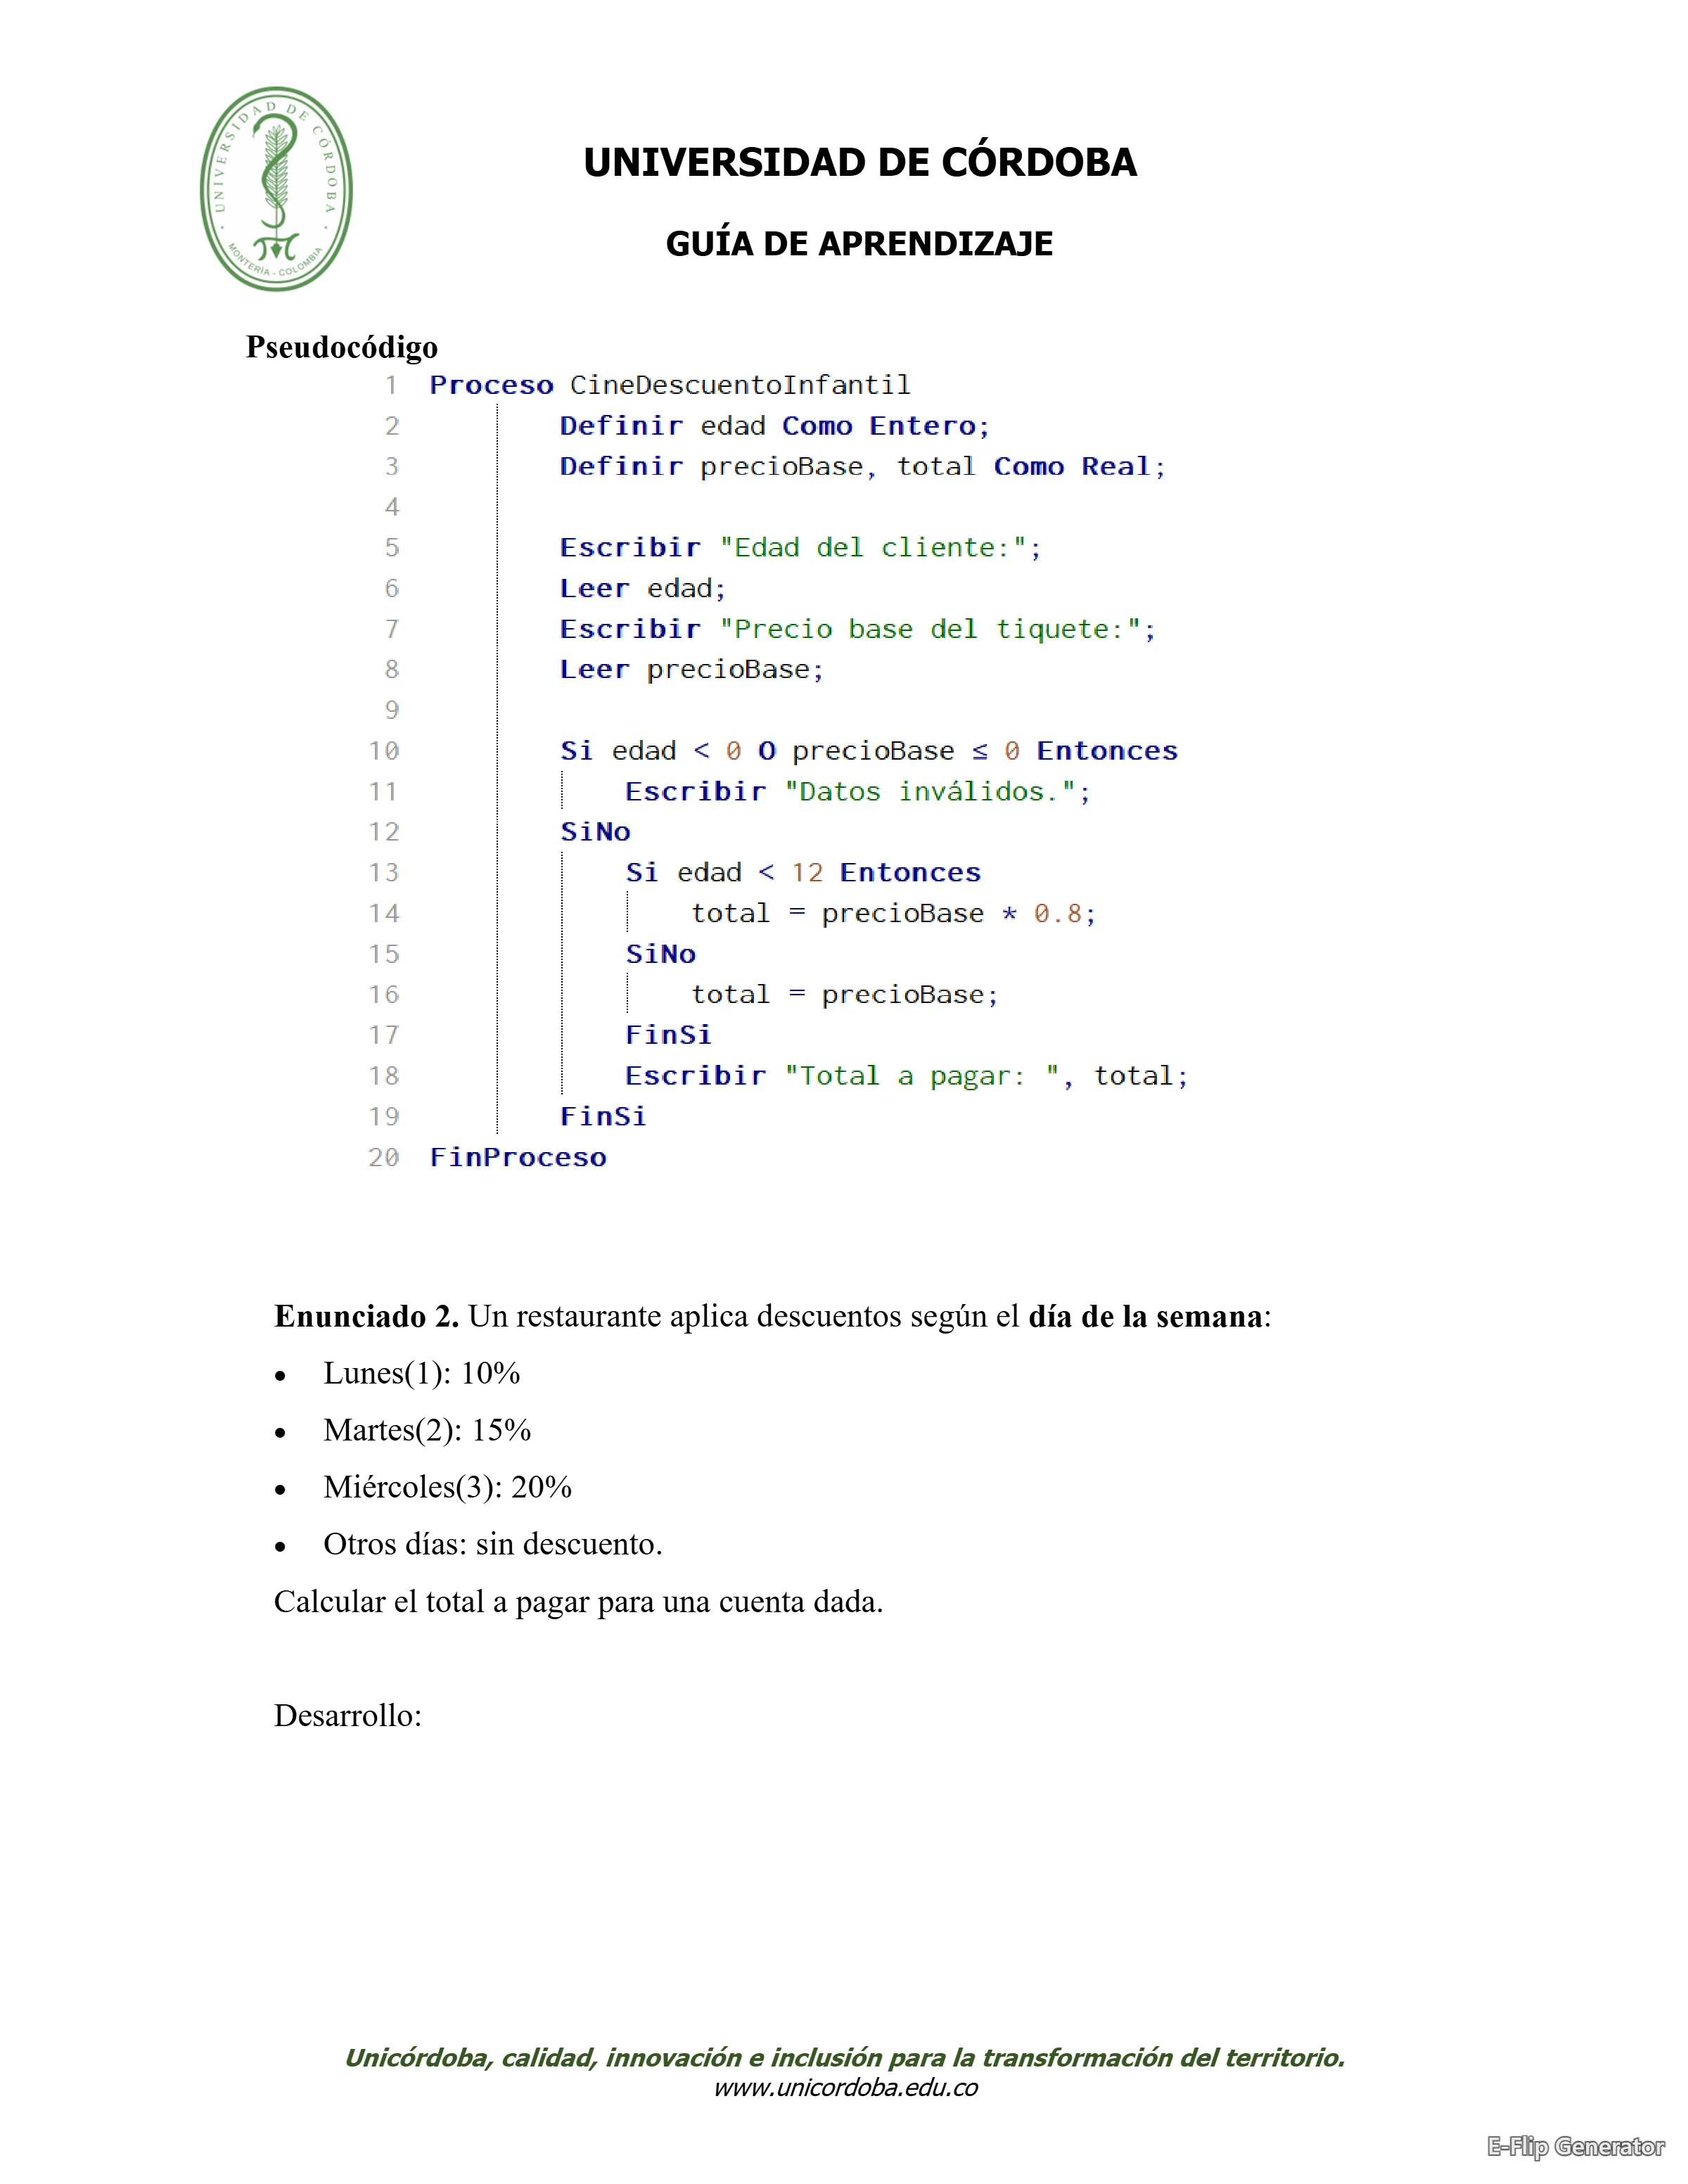 UNIVERSIDAD DE CÓRDOBA
MONTERÍA - COLOMBIA
UNIVERSIDAD DE CÓRDOBA
GUÍA DE APRENDIZAJE
Pseudocódigo
1 Proceso CineDescuentoInfantil
2 Definir edad Como Entero;
3 Definir precioBase, total Como Real;
4
5 Escribir "Edad del cliente:";
6 Leer edad;
7 Escribir "Precio base del tiquete:";
8 Leer precioBase;
9
10 Si edad < 0 O precioBase ≤ 0 Entonces
11 Escribir "Datos inválidos.";
12 SiNo
13 Si edad < 12 Entonces
14 total = precioBase * 0.8;
15 SiNo
16 total = precioBase;
17 FinSi
18 Escribir "Total a pagar: ", total;
19 FinSi
20 FinProceso
Enunciado 2. Un restaurante aplica descuentos según el día de la semana:
• Lunes(1): 10%
• Martes(2): 15%
• Miércoles(3): 20%
• Otros días: sin descuento.
Calcular el total a pagar para una cuenta dada.
Desarrollo:
Unicórdoba, calidad, innovación e inclusión para la transformación del territorio.
www.unicordoba.edu.co
E-Flip Generator